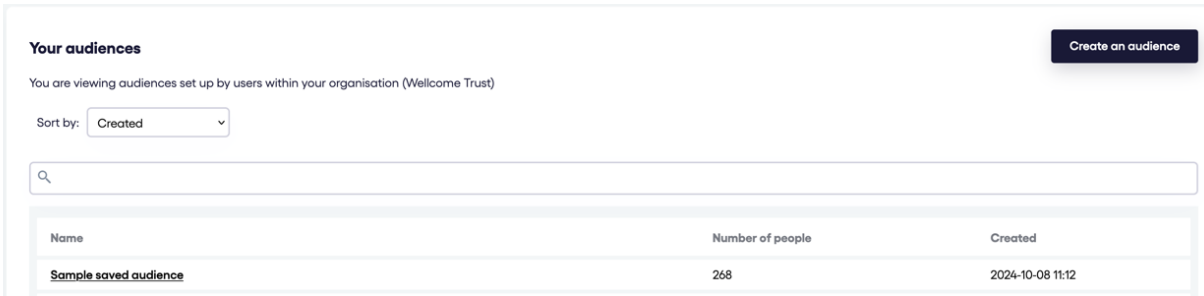 Your audiences
Create an audience
You are viewing audiences set up by users within your organisation (Wellcome Trust)
Sort by: Created
Name Number of people Created
Sample saved audience 268 2024-10-08 11:12